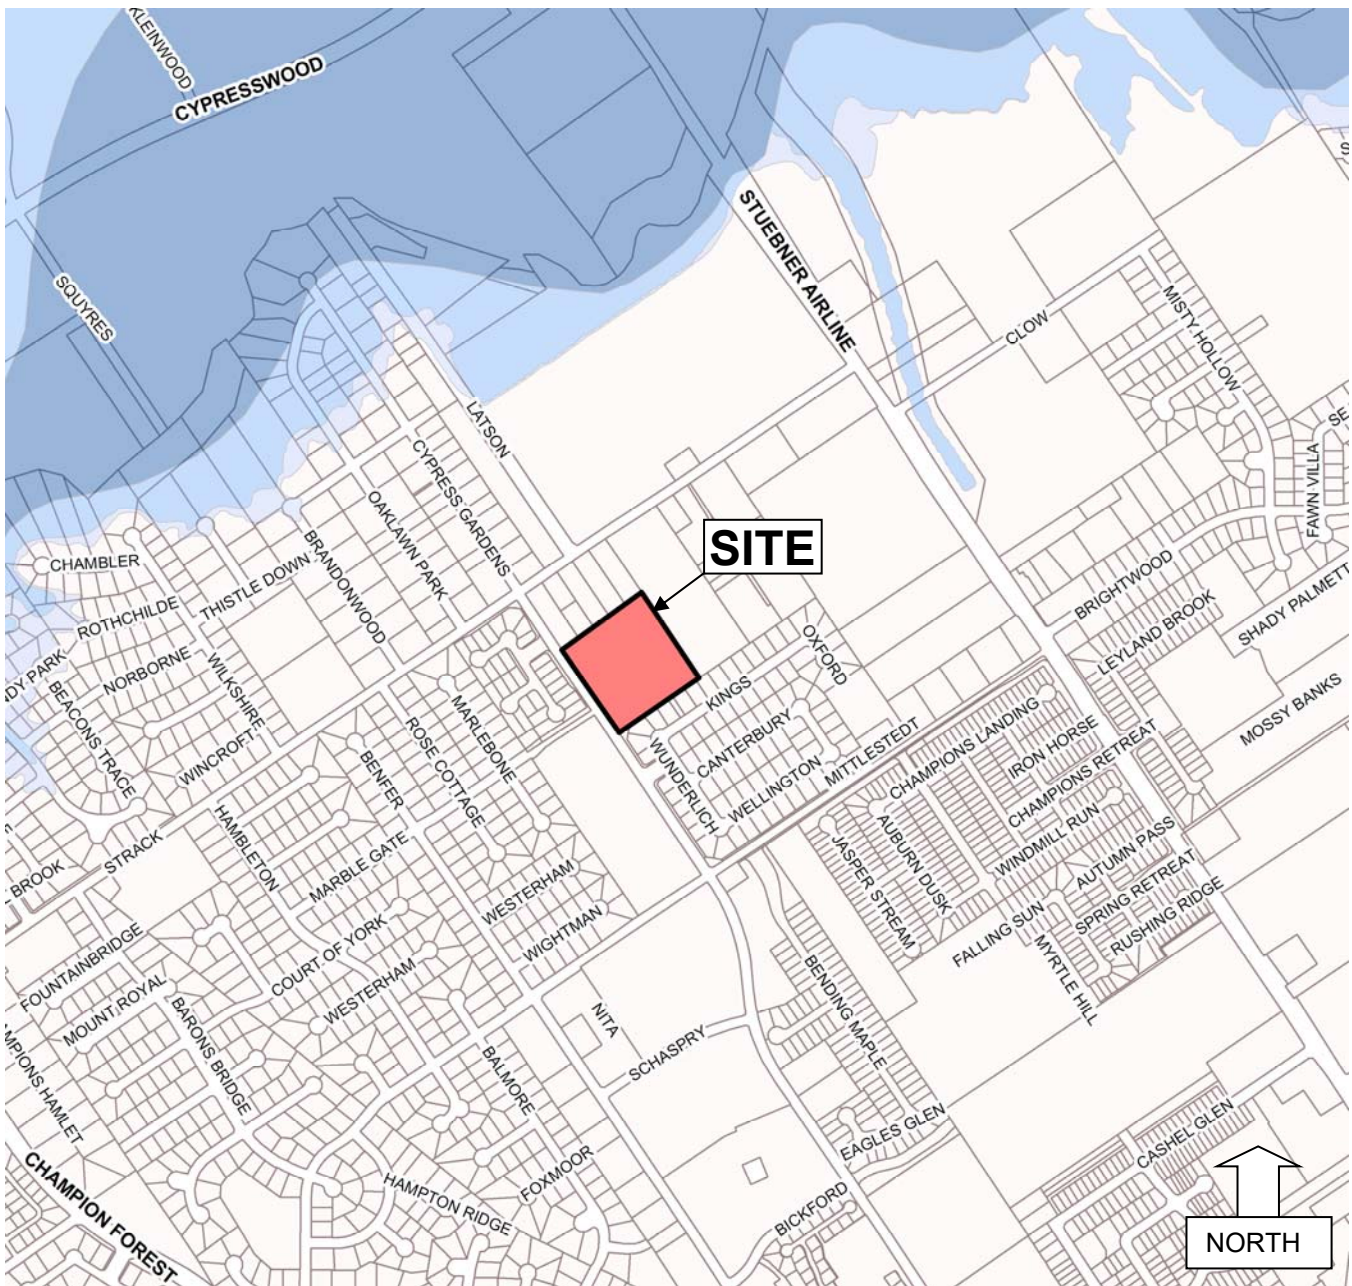 KLEINWOOD
CYPRESSWOOD
STUEBNER AIRLINE
SQUYRES
CLOW
MISTY HOLLOW
LATSON
CYPRESS GARDENS
OAKLAWN PARK
BRANDONWOOD
THISTLE DOWN
CHAMBLER
ROTHCHILDE
NORBORNE
WILKSHIRE
WINCROFT
BEACONS TRACE
SITE
FAWN VILLA
BRIGHTWOOD
LEYLAND BROOK
SHADY PALMETT
MOSSY BANKS
OXFORD
KINGS
CANTERBURY
WELLINGTON
MITTLESTEDT
WUNDERLICH
MARLEBONE
ROSE COTTAGE
BENFER
MARBLE GATE
HAMBLETON
STRACK
CHAMPIONS LANDING
IRON HORSE
CHAMPIONS RETREAT
WINDMILL RUN
AUTUMN PASS
SPRING RETREAT
RUSHING RIDGE
AUBURN DUSK
JASPER STREAM
FALLING SUN
MYRTLE HILL
WESTERHAM
WIGHTMAN
COURT OF YORK
WESTERHAM
FOUNTAINBRIDGE
MOUNT ROYAL
BARONS BRIDGE
BENDING MAPLE
NITA
SCHASPRY
BALMORE
EAGLES GLEN
CASHEL GLEN
FOXMOOR
HAMPTON RIDGE
BICKFORD
MPIONS HAMLET
CHAMPION FOREST
NORTH